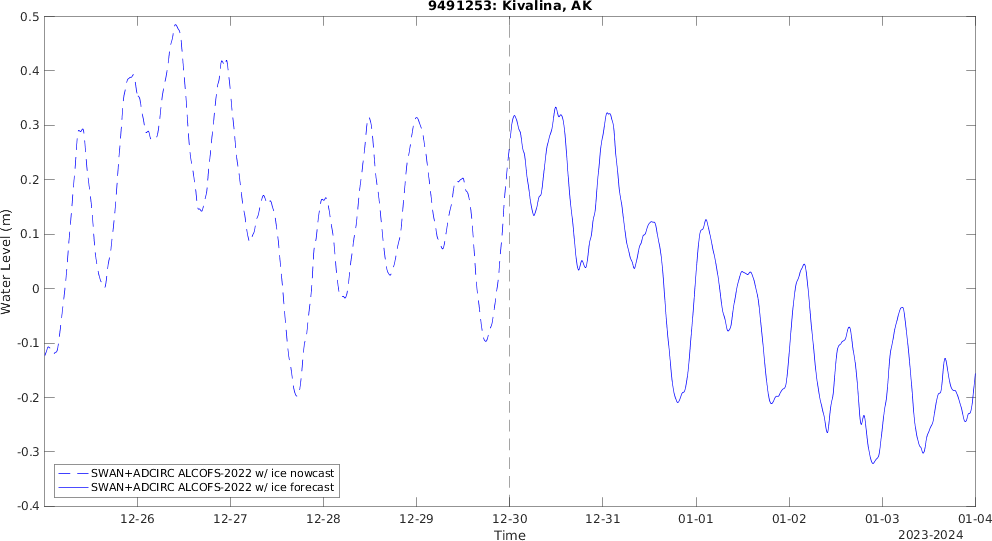 9491253: Kivalina, AK
0.5
0.4
0.3
0.2
0.1
0
-0.1
-0.2
-0.3
-0.4
Water Level (m)
SWAN+ADCIRC ALCOFS-2022 w/ ice nowcast
SWAN+ADCIRC ALCOFS-2022 w/ ice forecast
12-26 12-27 12-28 12-29 12-30 12-31 01-01 01-02 01-03 01-04
Time
2023-2024